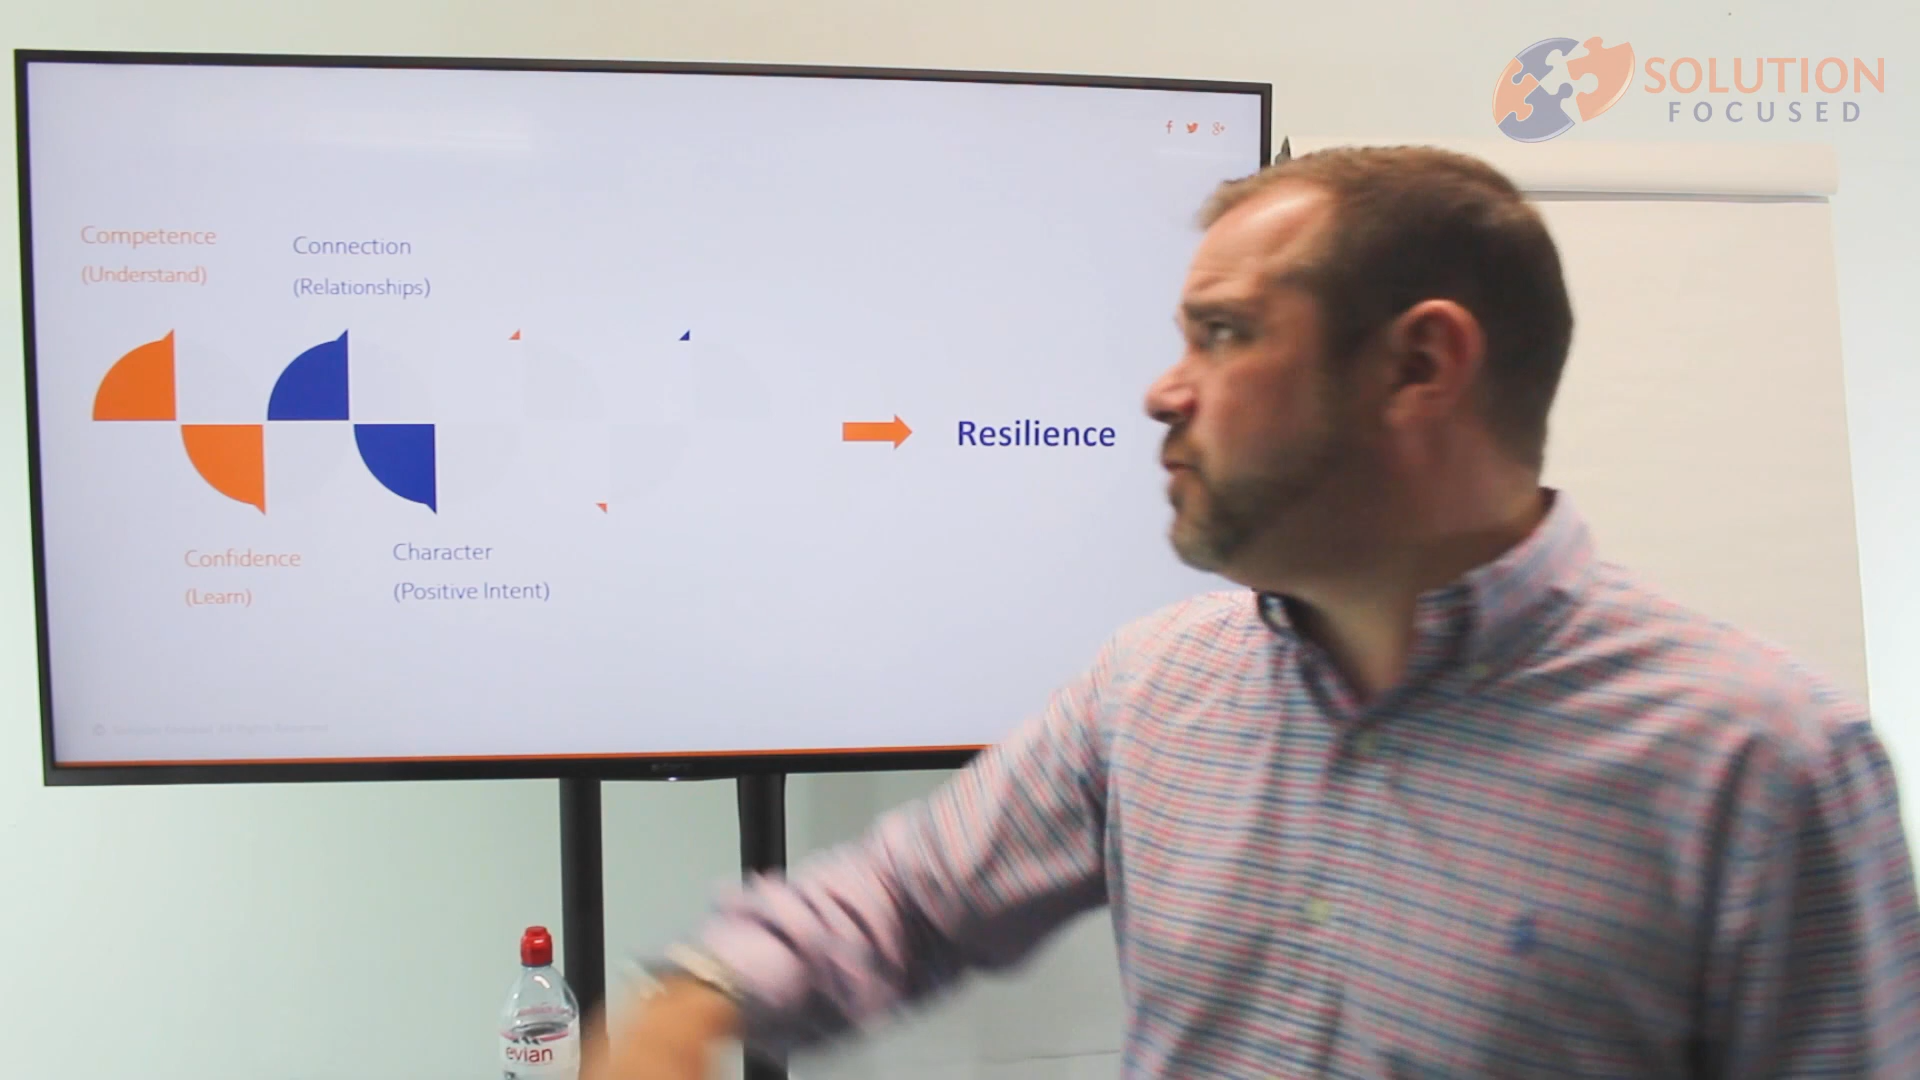 SOLUTION
FOCUSED
f g+
Competence
(Understand)
Connection
(Relationships)
Resilience
Confidence
(Learn)
Character
(Positive Intent)
evian